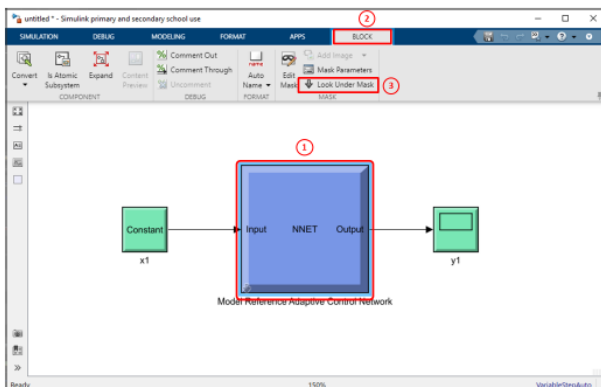 untitled * - Simulink primary and secondary school use
SIMULATION DEBUG MODELING FORMAT APPS BLOCK
2
Convert
Is Atomic
Subsystem
Expand
Content
Preview
COMPONENT
Comment Out
Comment Through
Uncomment
DEBUG
Auto
Name
FORMAT
Edit
Mask
Add Image
Mask Parameters
Look Under Mask
3
MASK
1
Constant
x1
Input NNET Output
Model Reference Adaptive Control Network
y1
Ready 150% VariableStepAuto